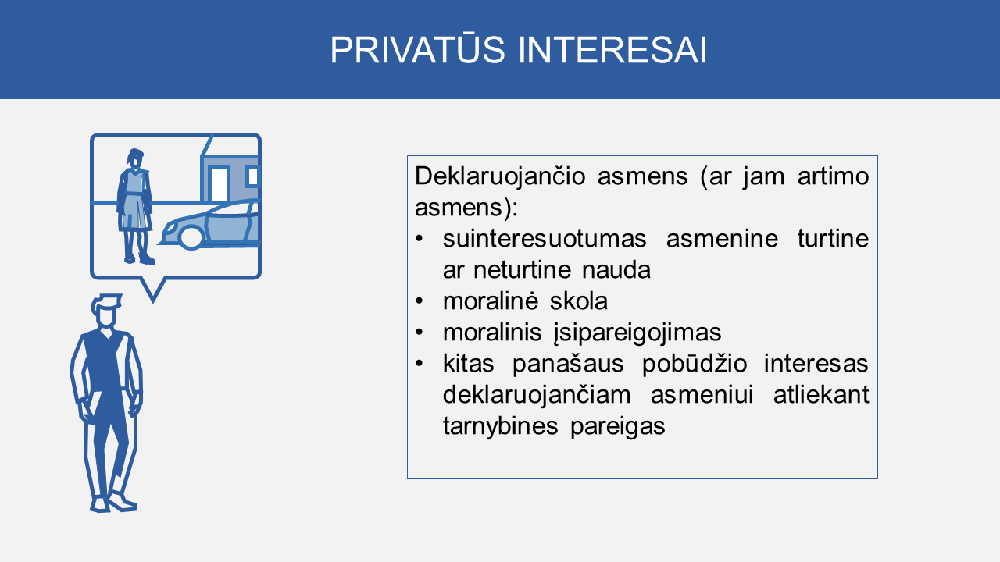 PRIVATŪS INTERESAI
Deklaruojančio asmens (ar jam artimo
asmens):
• suinteresuotumas asmenine turtine
ar neturtine nauda
• moralinė skola
• moralinis įsipareigojimas
• kitas panašaus pobūdžio interesas
deklaruojančiam asmeniui atliekant
tarnybines pareigas